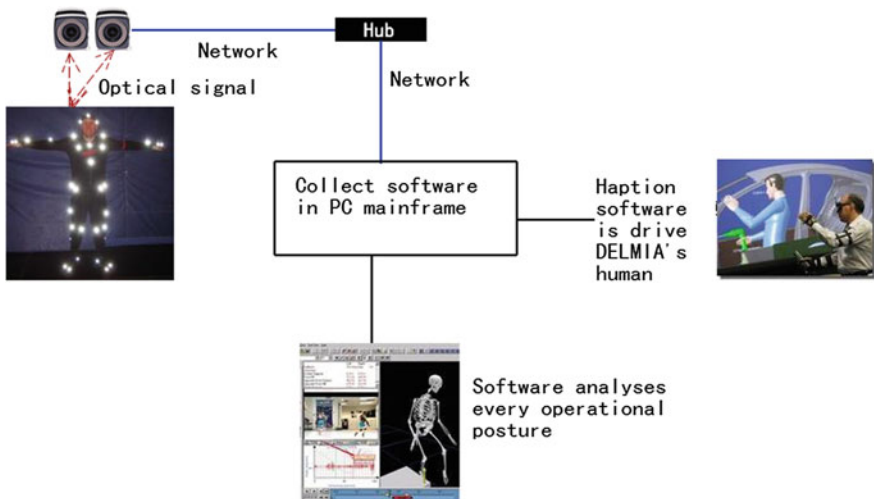 Hub
Network
Network
Optical signal
Collect software
in PC mainframe
Haption
software
is drive
DELMIA's
human
Software analyses
every operational
posture